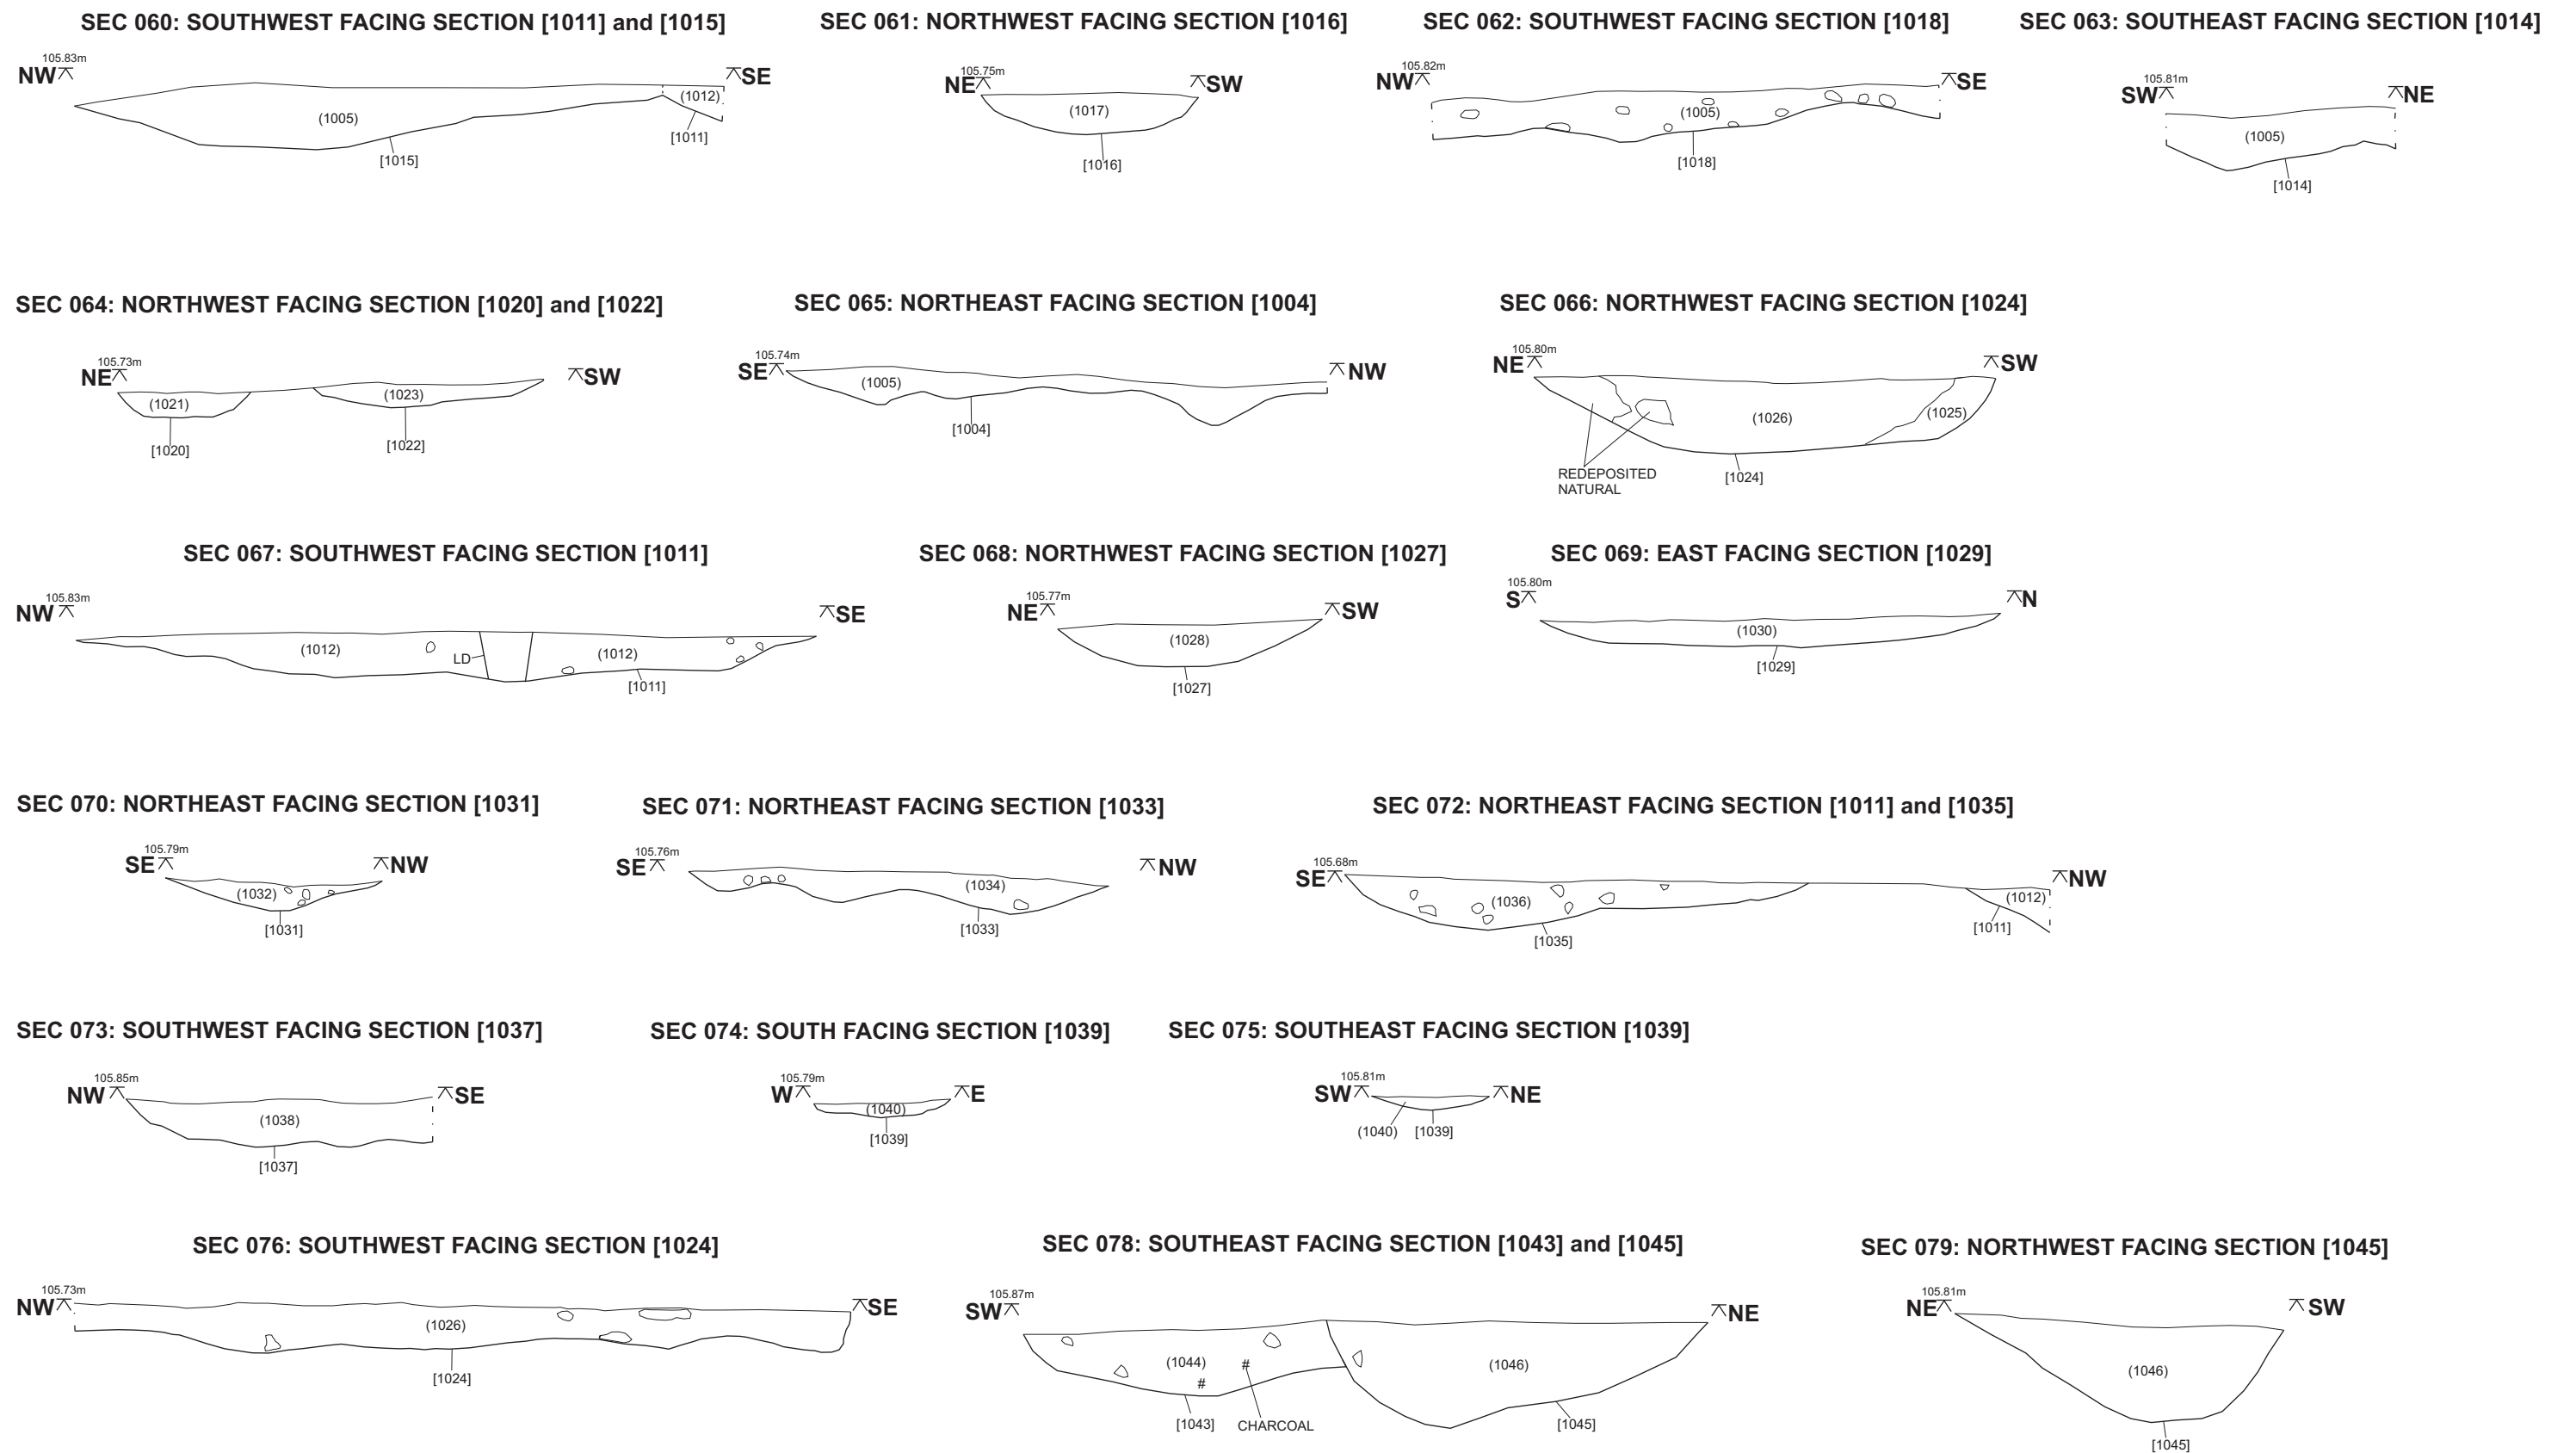 SEC 060: SOUTHWEST FACING SECTION [1011] and [1015]
105.83m
NW SE
(1005)
(1012)
[1015]
[1011]
SEC 061: NORTHWEST FACING SECTION [1016]
105.75m
NE SW
(1017)
[1016]
SEC 062: SOUTHWEST FACING SECTION [1018]
105.82m
NW SE
(1005)
[1018]
SEC 063: SOUTHEAST FACING SECTION [1014]
105.81m
SW NE
(1005)
[1014]
SEC 064: NORTHWEST FACING SECTION [1020] and [1022]
105.73m
NE SW
(1021)
(1023)
[1020]
[1022]
SEC 065: NORTHEAST FACING SECTION [1004]
105.74m
SE NW
(1005)
[1004]
SEC 066: NORTHWEST FACING SECTION [1024]
105.80m
NE SW
(1026)
(1025)
REDEPOSITED
NATURAL
[1024]
SEC 067: SOUTHWEST FACING SECTION [1011]
105.83m
NW SE
(1012)
LD
(1012)
[1011]
SEC 068: NORTHWEST FACING SECTION [1027]
105.77m
NE SW
(1028)
[1027]
SEC 069: EAST FACING SECTION [1029]
105.80m
S N
(1030)
[1029]
SEC 070: NORTHEAST FACING SECTION [1031]
105.79m
SE NW
(1032)
[1031]
SEC 071: NORTHEAST FACING SECTION [1033]
105.76m
SE NW
(1034)
[1033]
SEC 072: NORTHEAST FACING SECTION [1011] and [1035]
105.68m
SE NW
(1036)
(1012)
[1035]
[1011]
SEC 073: SOUTHWEST FACING SECTION [1037]
105.85m
NW SE
(1038)
[1037]
SEC 074: SOUTH FACING SECTION [1039]
105.79m
W E
(1040)
[1039]
SEC 075: SOUTHEAST FACING SECTION [1039]
105.81m
SW NE
(1040) [1039]
SEC 076: SOUTHWEST FACING SECTION [1024]
105.73m
NW SE
(1026)
[1024]
SEC 078: SOUTHEAST FACING SECTION [1043] and [1045]
105.87m
SW NE
(1044) #
#
(1046)
[1043] CHARCOAL
[1045]
SEC 079: NORTHWEST FACING SECTION [1045]
105.81m
NE SW
(1046)
[1045]